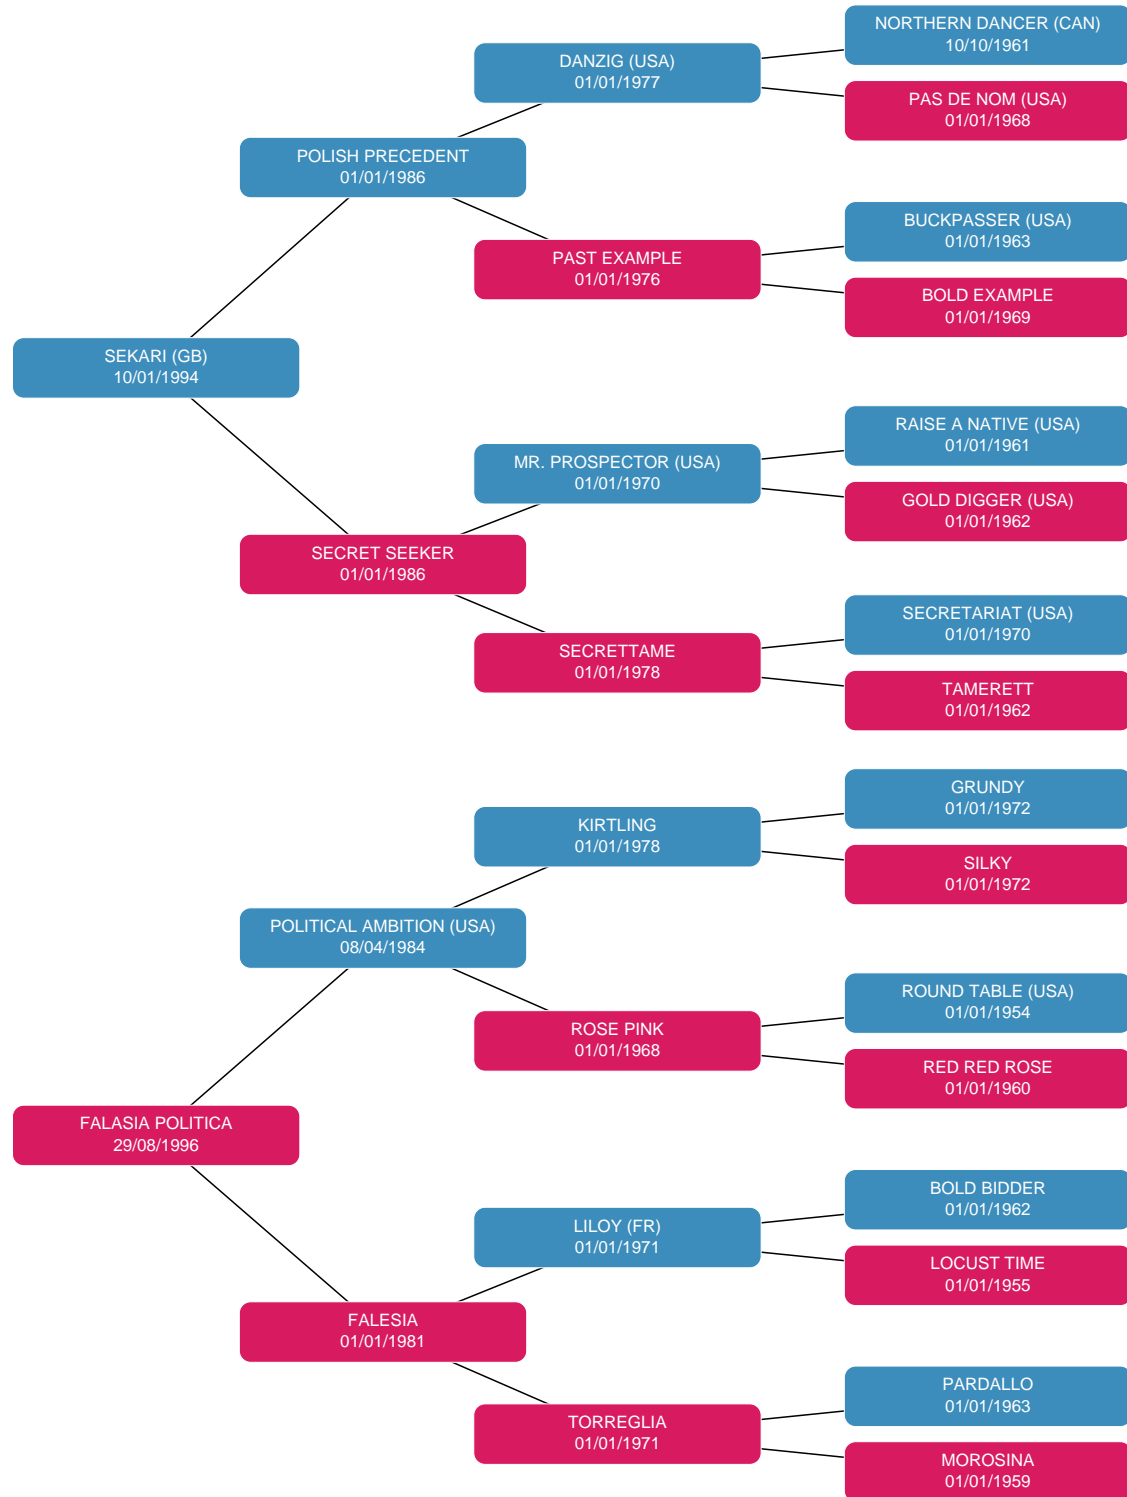 NORTHERN DANCER (CAN)
10/10/1961
DANZIG (USA)
01/01/1977
PAS DE NOM (USA)
01/01/1968
POLISH PRECEDENT
01/01/1986
BUCKPASSER (USA)
01/01/1963
PAST EXAMPLE
01/01/1976
BOLD EXAMPLE
01/01/1969
SEKARI (GB)
10/01/1994
RAISE A NATIVE (USA)
01/01/1961
MR. PROSPECTOR (USA)
01/01/1970
GOLD DIGGER (USA)
01/01/1962
SECRET SEEKER
01/01/1986
SECRETARIAT (USA)
01/01/1970
SECRETTAME
01/01/1978
TAMERETT
01/01/1962
GRUNDY
01/01/1972
KIRTLING
01/01/1978
SILKY
01/01/1972
POLITICAL AMBITION (USA)
08/04/1984
ROUND TABLE (USA)
01/01/1954
ROSE PINK
01/01/1968
RED RED ROSE
01/01/1960
FALASIA POLITICA
29/08/1996
BOLD BIDDER
01/01/1962
LILOY (FR)
01/01/1971
LOCUST TIME
01/01/1955
FALESIA
01/01/1981
PARDALLO
01/01/1963
TORREGLIA
01/01/1971
MOROSINA
01/01/1959